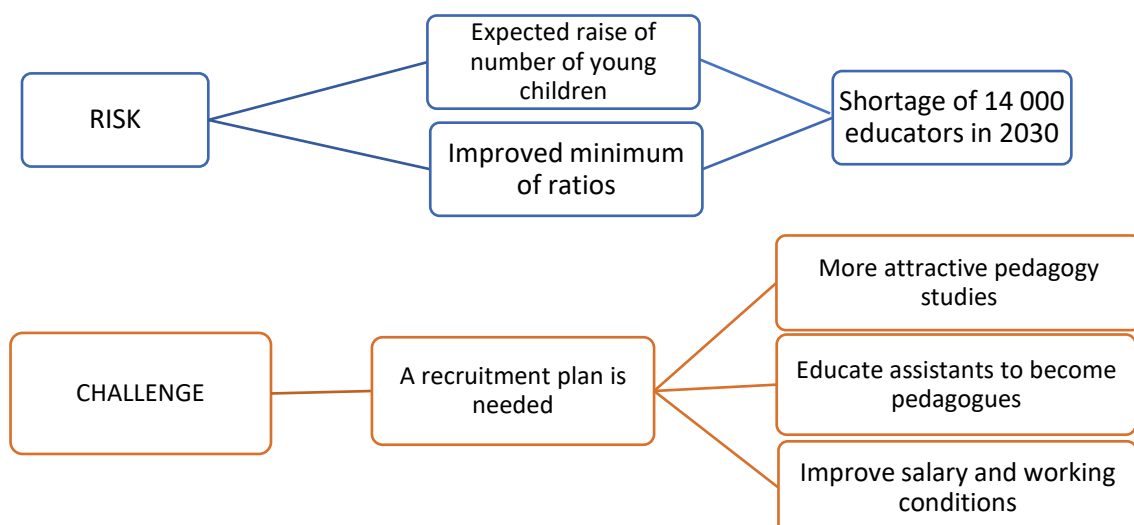 RISK
Expected raise of
number of young
children
Improved minimum
of ratios
Shortage of 14 000
educators in 2030
CHALLENGE
A recruitment plan is
needed
More attractive pedagogy
studies
Educate assistants to become
pedagogues
Improve salary and working
conditions